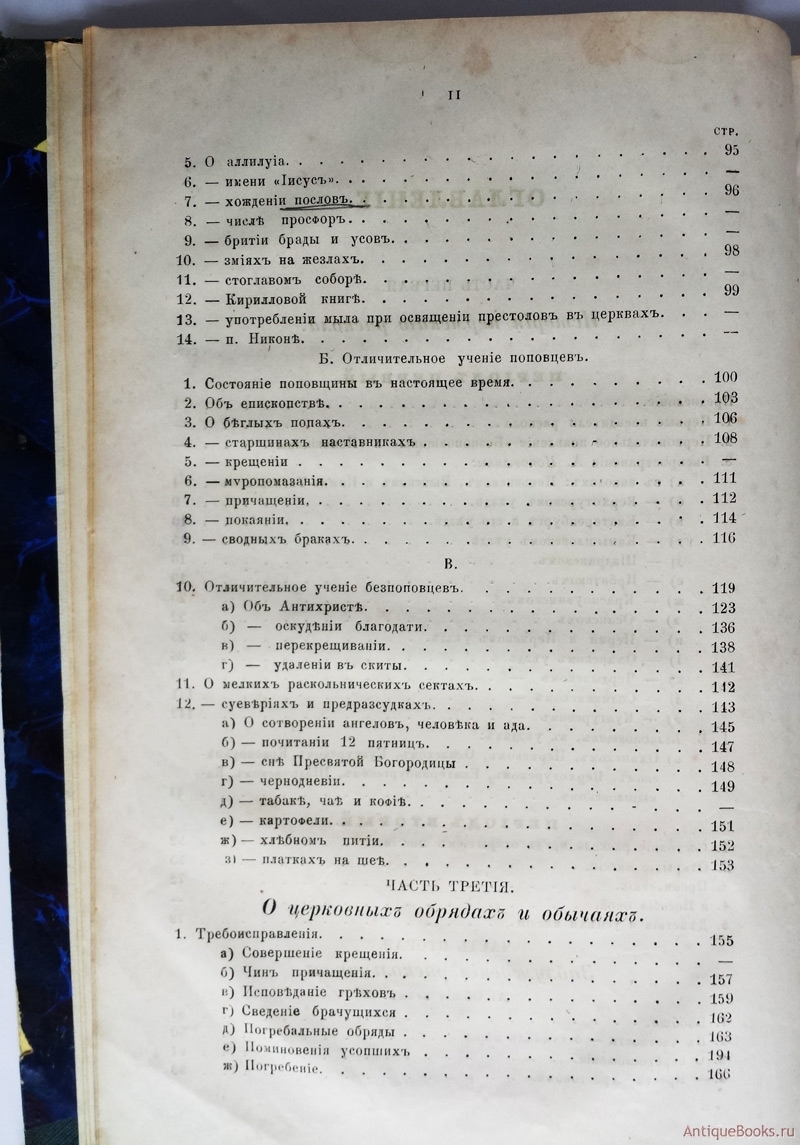 II
СТР.
5. О аллилуіа. 95
6. — имени «Іисусъ». —
7. — хожденіи пословъ. 96
8. — числѣ просфоръ. —
9. — бритіи брады и усовъ. —
10. — зміяхъ на жезлахъ. 98
11. — стоглавомъ соборѣ. —
12. — Кирилловой книгѣ. 99
13. — употребленіи мыла при освященіи престоловъ въ церквахъ. —
14. — п. Никонѣ. —
Б. Отличительное ученіе поповцевъ.
1. Состояніе поповщины въ настоящее время. 100
2. Объ епископствѣ. 103
3. О бѣглыхъ попахъ. 106
4. — старшинахъ наставникахъ 108
5. — крещеніи —
6. — мѵропомазанія. 111
7. — причащеніи. 112
8. — покаяніи. 114
9. — сводныхъ бракахъ. 116
В.
10. Отличительное ученіе безпоповцевъ. 119
а) Объ Антихристѣ. 123
б) — оскудѣніи благодати. 136
в) — перекрещиваніи. 138
г) — удаленіи въ скиты. 141
11. О мелкихъ раскольническихъ сектахъ. 142
12. — суевѣріяхъ и предразсудкахъ. 143
а) О сотвореніи ангеловъ, человѣка и ада. 145
б) — почитаніи 12 пятницъ. 147
в) — снѣ Пресвятой Богородицы 148
г) — чернодневіи. 149
д) — табакѣ, чаѣ и кофіѣ. —
е) — картофели. 151
ж) — хлѣбномъ питіи. 152
з) — платкахъ на шеѣ. 153
ЧАСТЬ ТРЕТІЯ.
О церковныхъ обрядахъ и обычаяхъ.
1. Требоисправленія. 155
а) Совершеніе крещенія. —
б) Чинъ причащенія. 157
в) Исповѣданіе грѣховъ 159
г) Сведеніе брачущихся 162
д) Погребальные обряды 163
е) Поминовенія усопшихъ 194
ж) Погребеніе. 166
AntiqueBooks.ru